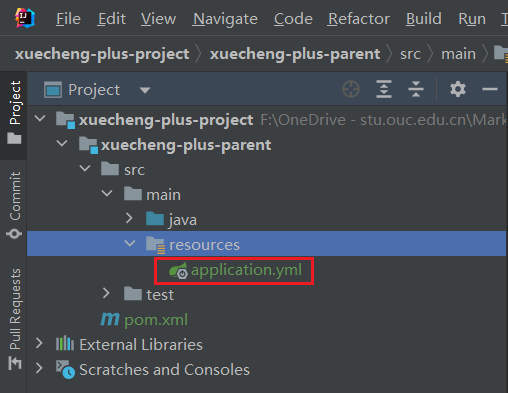 File Edit View Navigate Code Refactor Build Run
xuecheng-plus-project xuecheng-plus-parent src main
Project
Project
xuecheng-plus-project F:\OneDrive - stu.ouc.edu.cn\Mark
xuecheng-plus-parent
src
main
java
resources
application.yml
test
pom.xml
External Libraries
Scratches and Consoles
Commit
Pull Requests